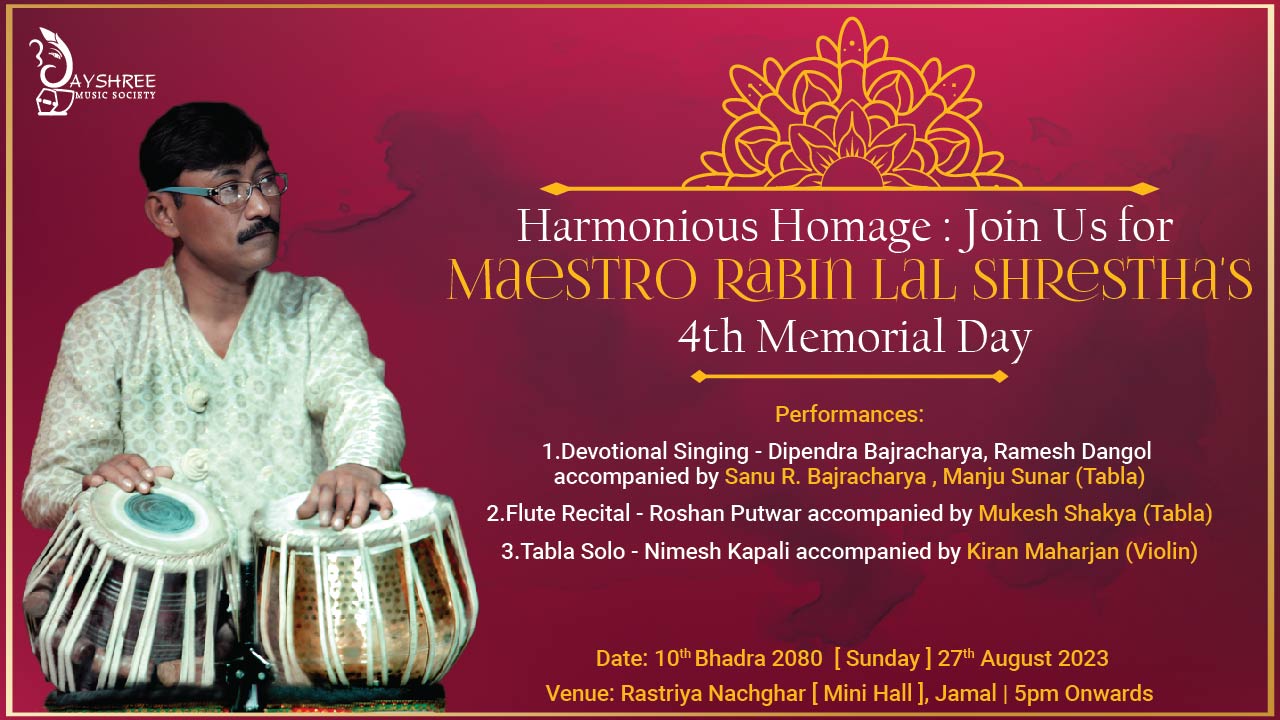 JAYSHREE
MUSIC SOCIETY
Harmonious Homage : Join Us for
Maestro Rabin Lal Shrestha's
4th Memorial Day
Performances:
1.Devotional Singing - Dipendra Bajracharya, Ramesh Dangol
accompanied by Sanu R. Bajracharya , Manju Sunar (Tabla)
2.Flute Recital - Roshan Putwar accompanied by Mukesh Shakya (Tabla)
3.Tabla Solo - Nimesh Kapali accompanied by Kiran Maharjan (Violin)
Date: 10th Bhadra 2080 [ Sunday ] 27th August 2023
Venue: Rastriya Nachghar [ Mini Hall ], Jamal | 5pm Onwards